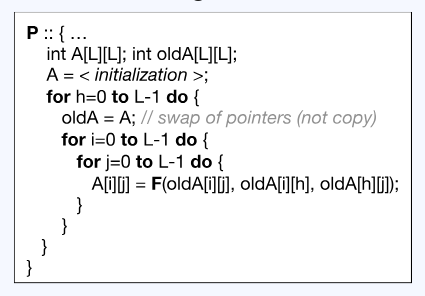 P :: { …
int A[L][L]; int oldA[L][L];
A = < initialization >;
for h=0 to L-1 do {
oldA = A; // swap of pointers (not copy)
for i=0 to L-1 do {
for j=0 to L-1 do {
A[i][j] = F(oldA[i][j], oldA[i][h], oldA[h][j]);
}
}
}
}